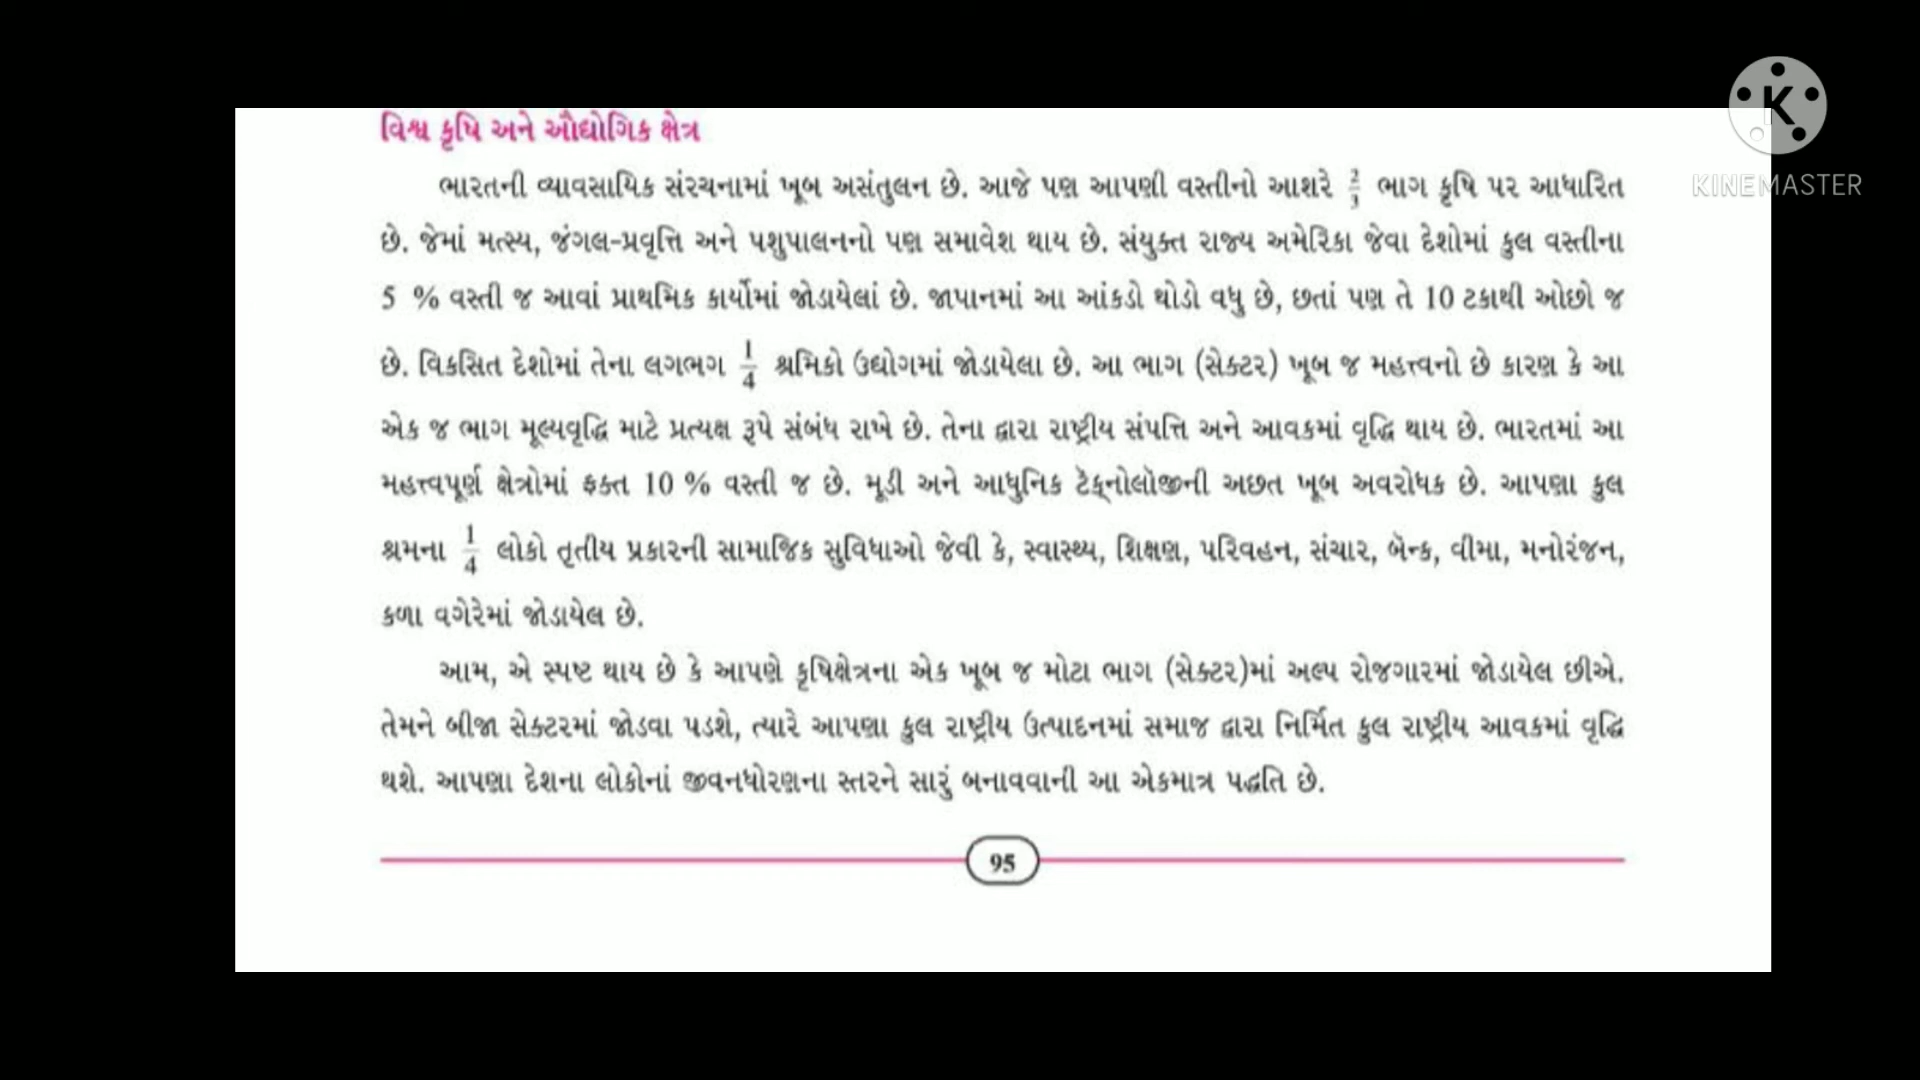 વિશ્વ કૃષિ અને ઔદ્યોગિક ક્ષેત્ર
K
KINEMASTER
ભારતની વ્યાવસાયિક સંરચનામાં ખૂબ અસંતુલન છે. આજે પણ આપણી વસ્તીનો આશરે 2/3 ભાગ કૃષિ પર આધારિત
છે. જેમાં મત્સ્ય, જંગલ-પ્રવૃત્તિ અને પશુપાલનનો પણ સમાવેશ થાય છે. સંયુક્ત રાજ્ય અમેરિકા જેવા દેશોમાં કુલ વસ્તીના
5 % વસ્તી જ આવાં પ્રાથમિક કાર્યોમાં જોડાયેલાં છે. જાપાનમાં આ આંકડો થોડો વધુ છે, છતાં પણ તે 10 ટકાથી ઓછો જ
છે. વિકસિત દેશોમાં તેના લગભગ 1/4 શ્રમિકો ઉદ્યોગમાં જોડાયેલા છે. આ ભાગ (સેક્ટર) ખૂબ જ મહત્ત્વનો છે કારણ કે આ
એક જ ભાગ મૂલ્યવૃદ્ધિ માટે પ્રત્યક્ષ રૂપે સંબંધ રાખે છે. તેના દ્વારા રાષ્ટ્રીય સંપત્તિ અને આવકમાં વૃદ્ધિ થાય છે. ભારતમાં આ
મહત્ત્વપૂર્ણ ક્ષેત્રોમાં ફક્ત 10 % વસ્તી જ છે. મૂડી અને આધુનિક ટેક્નોલૉજીની અછત ખૂબ અવરોધક છે. આપણા કુલ
શ્રમના 1/4 લોકો તૃતીય પ્રકારની સામાજિક સુવિધાઓ જેવી કે, સ્વાસ્થ્ય, શિક્ષણ, પરિવહન, સંચાર, બૅન્ક, વીમા, મનોરંજન,
કળા વગેરેમાં જોડાયેલ છે.
આમ, એ સ્પષ્ટ થાય છે કે આપણે કૃષિક્ષેત્રના એક ખૂબ જ મોટા ભાગ (સેક્ટર)માં અલ્પ રોજગારમાં જોડાયેલ છીએ.
તેમને બીજા સેક્ટરમાં જોડવા પડશે, ત્યારે આપણા કુલ રાષ્ટ્રીય ઉત્પાદનમાં સમાજ દ્વારા નિર્મિત કુલ રાષ્ટ્રીય આવકમાં વૃદ્ધિ
થશે. આપણા દેશના લોકોનાં જીવનધોરણના સ્તરને સારું બનાવવાની આ એકમાત્ર પદ્ધતિ છે.
95